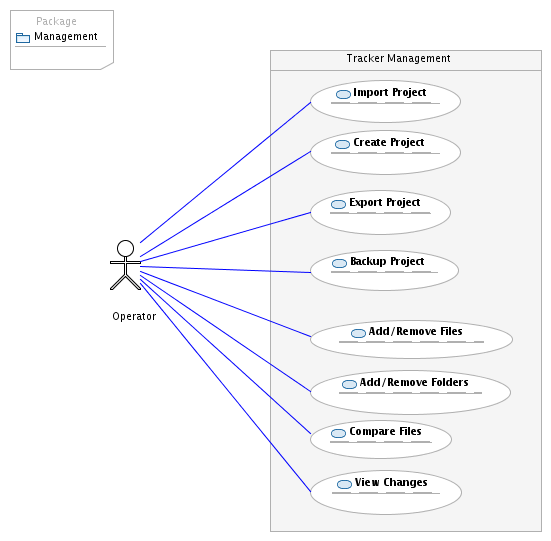 Package
Management
Tracker Management
Import Project
Create Project
Export Project
Backup Project
Operator
Add/Remove Files
Add/Remove Folders
Compare Files
View Changes